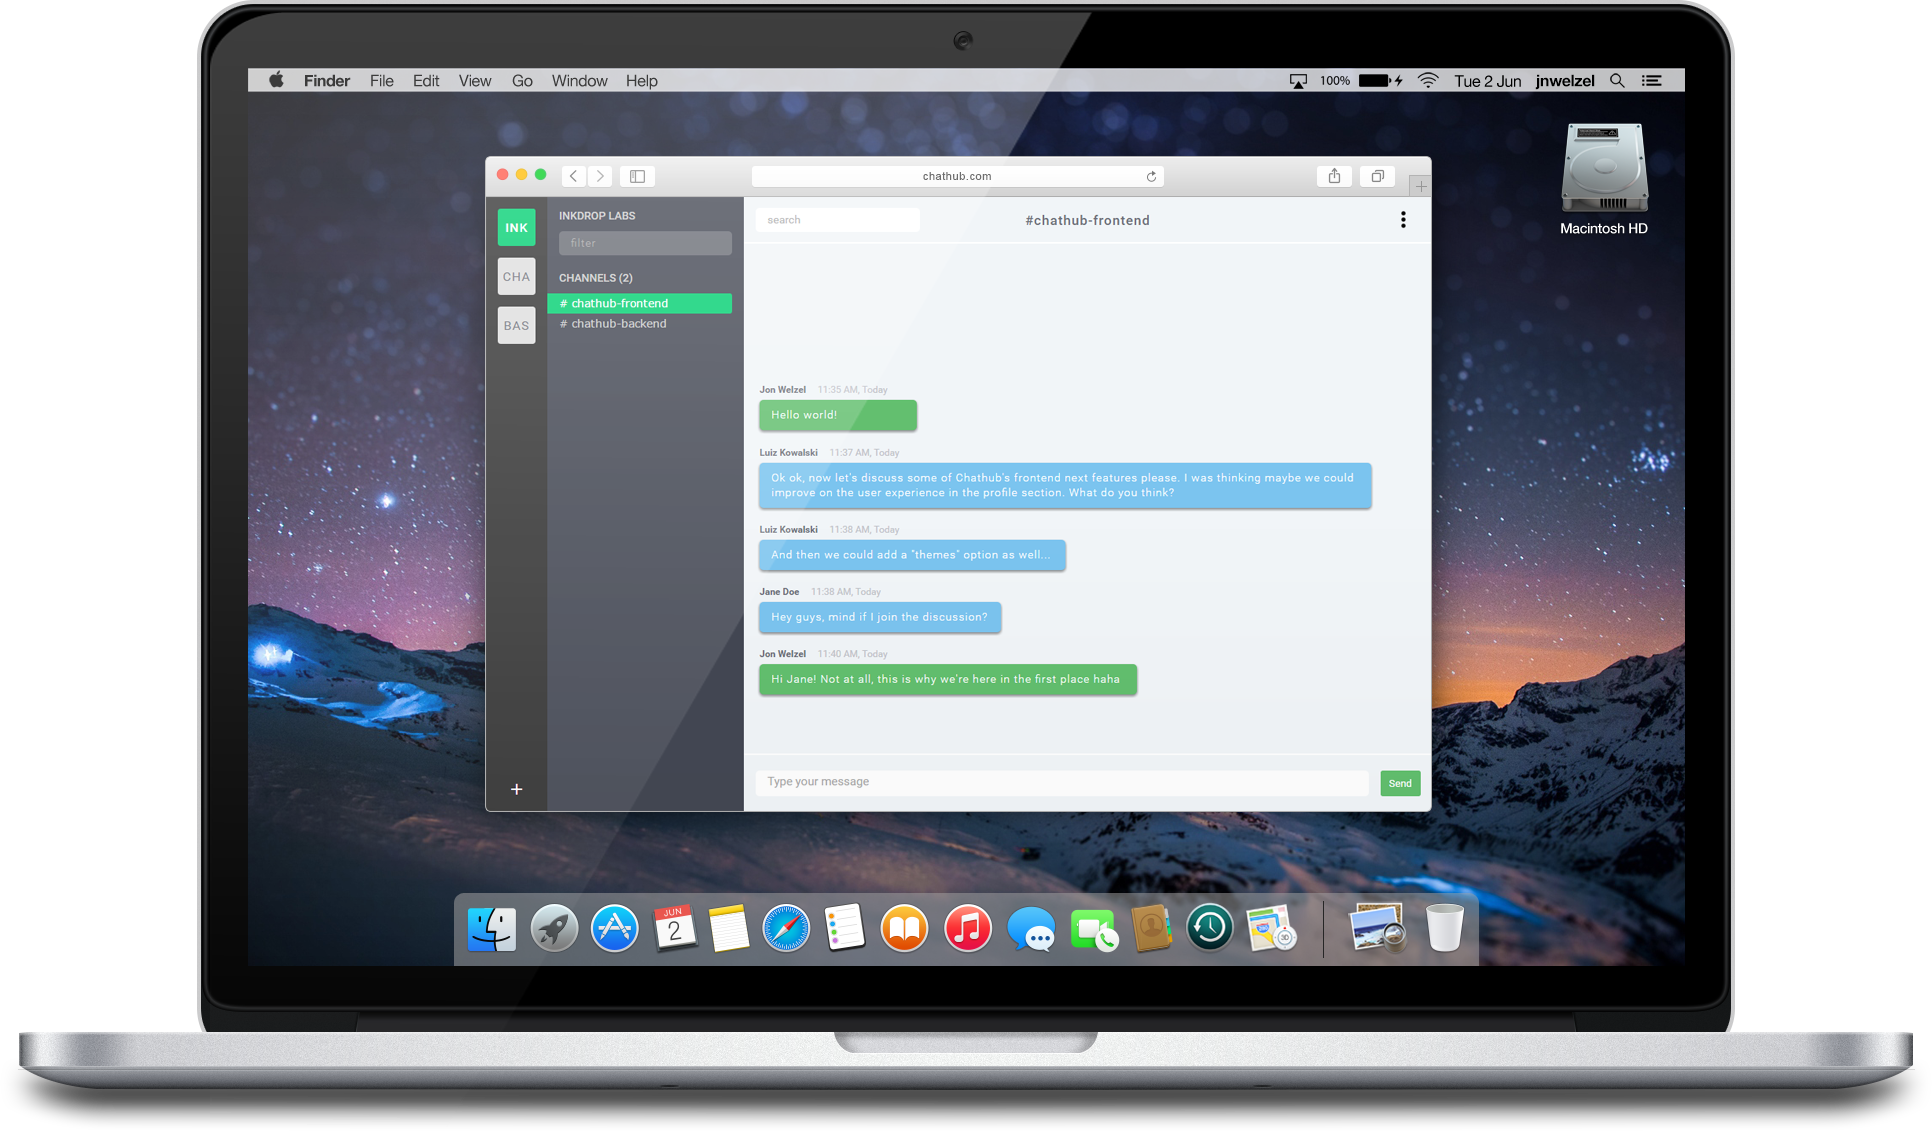 Finder File Edit View Go Window Help 100% Tue 2 Jun jnwelzel
Macintosh HD
chathub.com
INK
CHA
BAS
+
INKDROP LABS
filter
CHANNELS (2)
# chathub-frontend
# chathub-backend
search
#chathub-frontend
Jon Welzel 11:35 AM, Today
Hello world!
Luiz Kowalski 11:37 AM, Today
Ok ok, now let's discuss some of Chathub's frontend next features please. I was thinking maybe we could
improve on the user experience in the profile section. What do you think?
Luiz Kowalski 11:38 AM, Today
And then we could add a "themes" option as well...
Jane Doe 11:38 AM, Today
Hey guys, mind if I join the discussion?
Jon Welzel 11:40 AM, Today
Hi Jane! Not at all, this is why we're here in the first place haha
Type your message
Send
JUN
2
3D